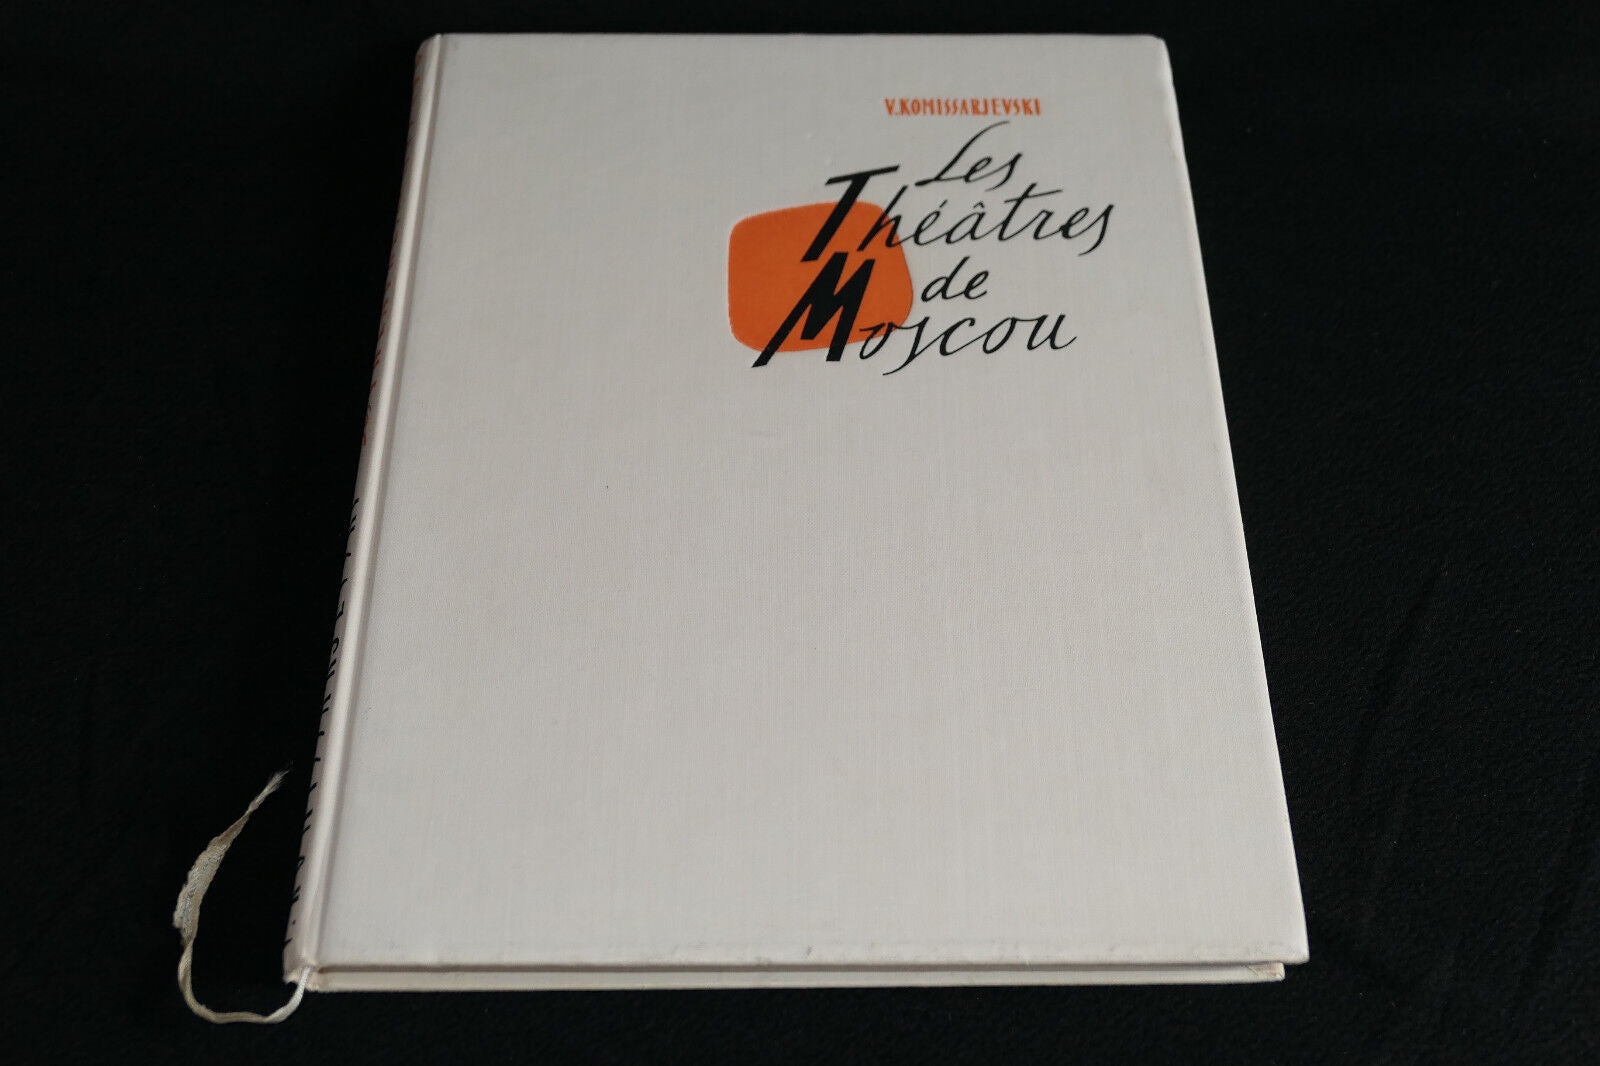 V. KOMISSARJEVSKI
Les
Théâtres
de
Moscou